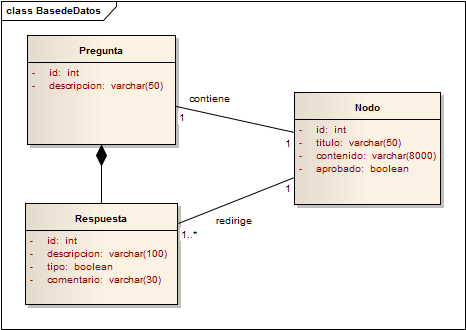 class BasedeDatos
Pregunta
- id: int
- descripcion: varchar(50)
contiene
1
1
Nodo
- id: int
- titulo: varchar(50)
- contenido: varchar(8000)
- aprobado: boolean
1
redirige
1..*
Respuesta
- id: int
- descripcion: varchar(100)
- tipo: boolean
- comentario: varchar(30)